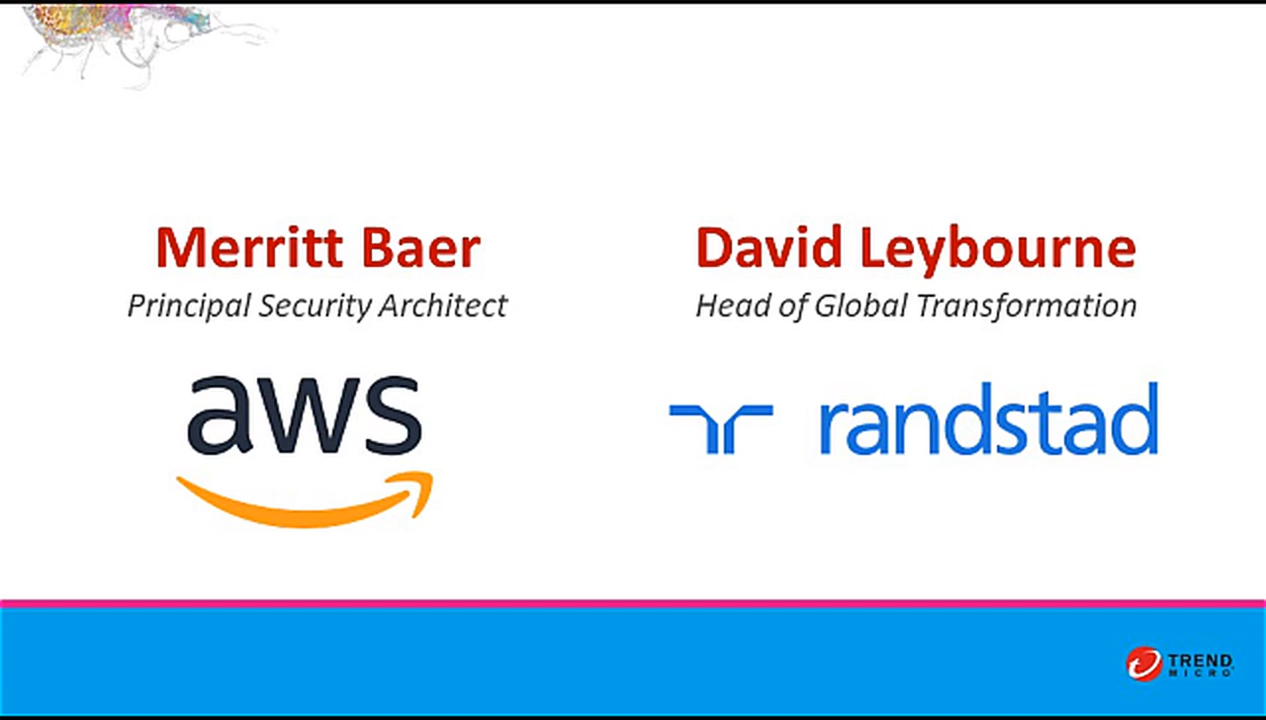 Merritt Baer
Principal Security Architect
aws
David Leybourne
Head of Global Transformation
randstad
TREND
MICRO